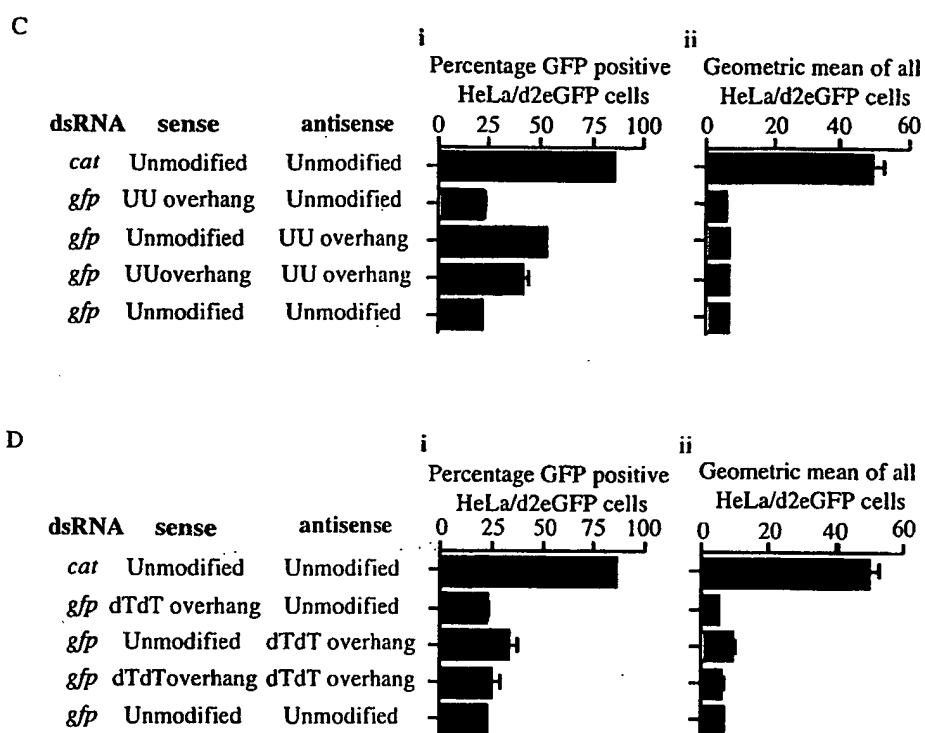 C
i ii
Percentage GFP positive Geometric mean of all
HeLa/d2eGFP cells HeLa/d2eGFP cells
dsRNA sense antisense 0 25 50 75 100 0 20 40 60
cat Unmodified Unmodified
gfp UU overhang Unmodified
gfp Unmodified UU overhang
gfp UUoverhang UU overhang
gfp Unmodified Unmodified
D
i ii
Percentage GFP positive Geometric mean of all
HeLa/d2eGFP cells HeLa/d2eGFP cells
dsRNA sense antisense 0 25 50 75 100 0 20 40 60
cat Unmodified Unmodified
gfp dTdT overhang Unmodified
gfp Unmodified dTdT overhang
gfp dTdToverhang dTdT overhang
gfp Unmodified Unmodified